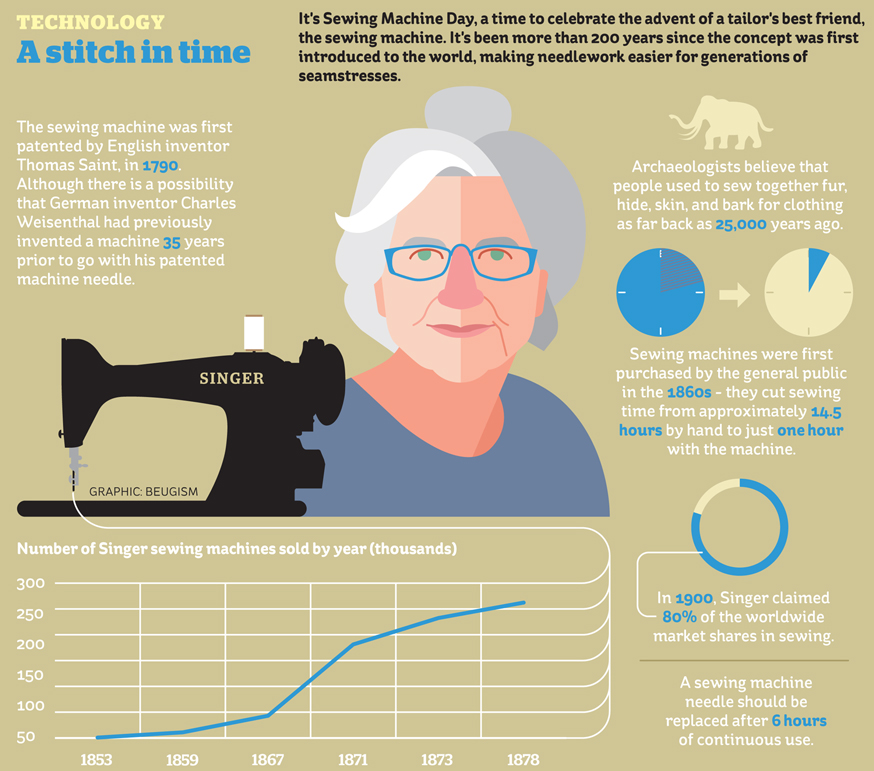 TECHNOLOGY
A stitch in time
It's Sewing Machine Day, a time to celebrate the advent of a tailor's best friend,
the sewing machine. It's been more than 200 years since the concept was first
introduced to the world, making needlework easier for generations of
seamstresses.
The sewing machine was first
patented by English inventor
Thomas Saint, in 1790.
Although there is a possibility
that German inventor Charles
Weisenthal had previously
invented a machine 35 years
prior to go with his patented
machine needle.
SINGER
GRAPHIC: BEUGISM
Archaeologists believe that
people used to sew together fur,
hide, skin, and bark for clothing
as far back as 25,000 years ago.
Sewing machines were first
purchased by the general public
in the 1860s - they cut sewing
time from approximately 14.5
hours by hand to just one hour
with the machine.
In 1900, Singer claimed
80% of the worldwide
market shares in sewing.
A sewing machine
needle should be
replaced after 6 hours
of continuous use.
Number of Singer sewing machines sold by year (thousands)
300
250
200
150
100
50
1853 1859 1867 1871 1873 1878